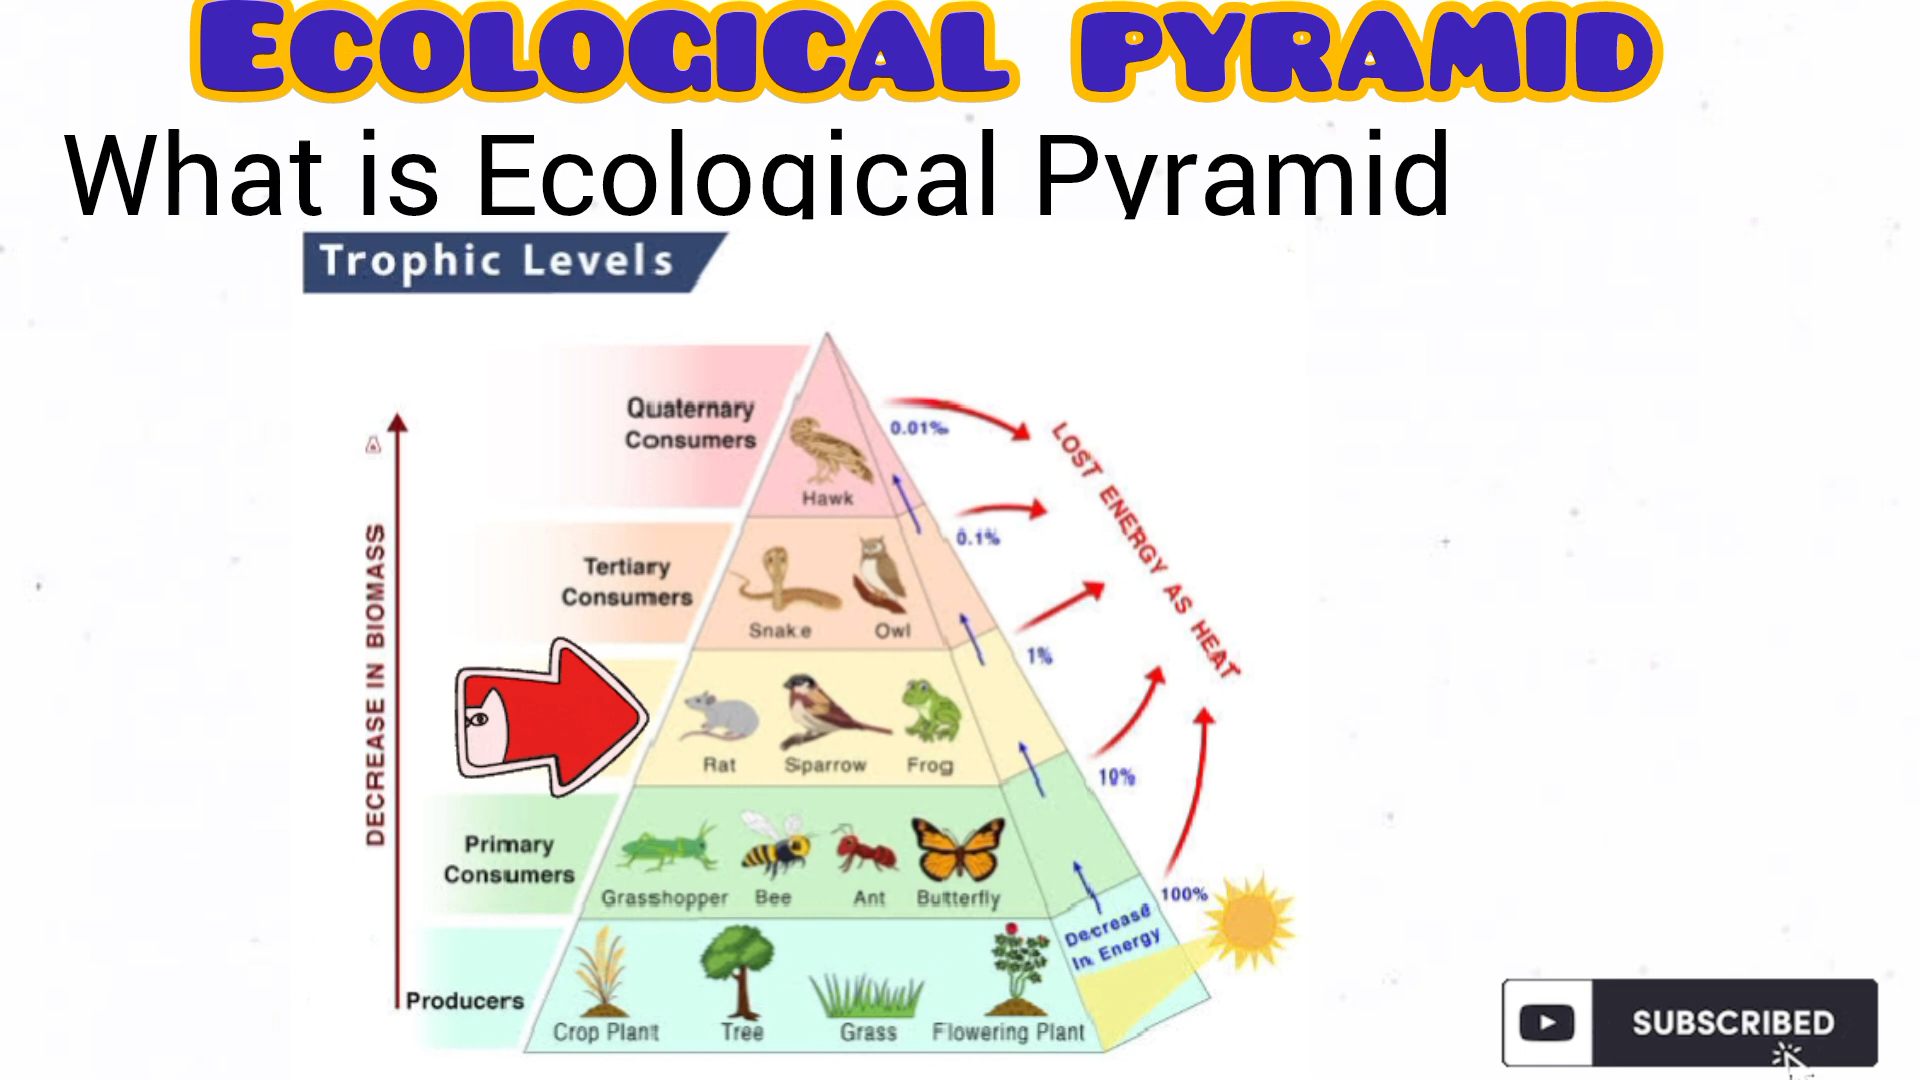 ECOLOGICAL PYRAMID
What is Ecological Pyramid
Trophic Levels
Quaternary
Consumers
0.01%
Hawk
Tertiary
Consumers
0.1%
Snake
Owl
1%
Rat
Sparrow
Frog
10%
Primary
Consumers
Grasshopper
Bee
Ant
Butterfly
100%
Producers
Decrease
In Energy
Crop Plant
Tree
Grass
Flowering Plant
DECREASE IN BIOMASS
LOST ENERGY AS HEAT
SUBSCRIBED